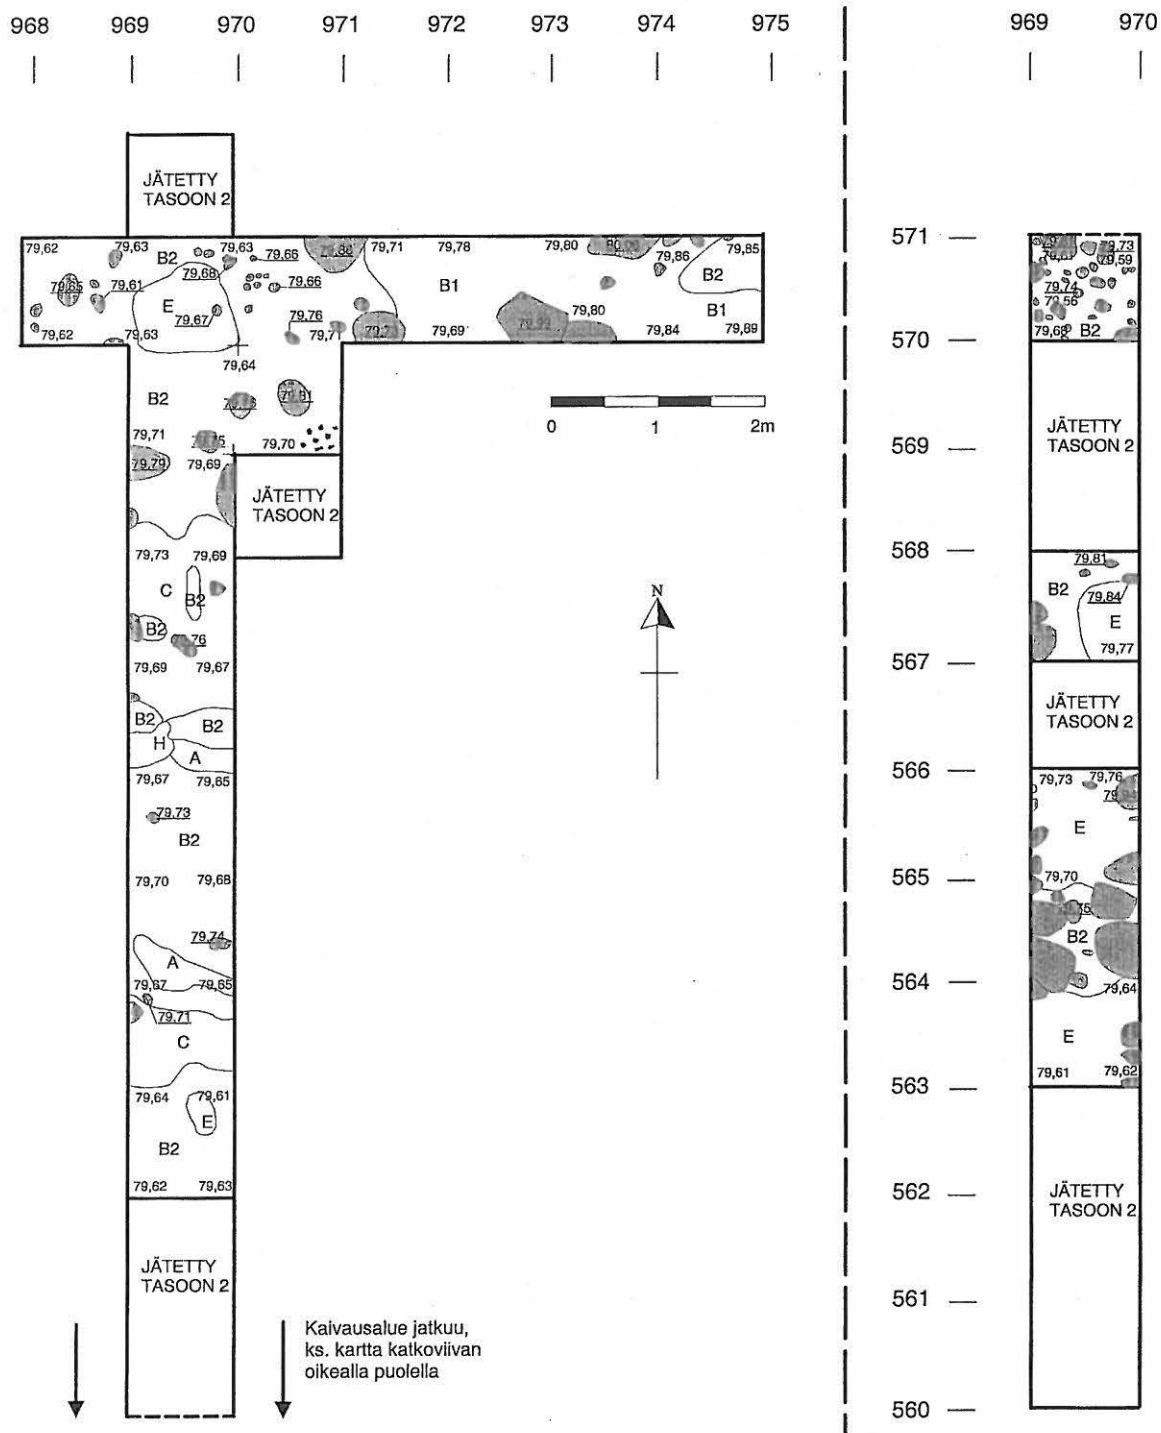 968 969 970 971 972 973 974 975 969 970
JÄTETTY
TASOON 2
79,62 79,63 B2 79,63 79,66 79,88 79,71 79,78 79,80 79,86 79,85
79,68
79,65 79,61 E 79,66 B1 B2
79,67 79,76 79,80 B1
79,62 79,63 79,71 79,69 79,84 79,89
79,64
B2 79,81
79,71 79,70
79,79 79,69
JÄTETTY
TASOON 2
79,73 79,69
C B2
B2 76
79,69 79,67
B2 B2
H A
79,67 79,65
79,73
B2
79,70 79,68
79,74
A
79,67 79,65
79,71
C
79,64 79,61
E
B2
79,62 79,63
JÄTETTY
TASOON 2
Kaivausalue jatkuu,
ks. kartta katkoviivan
oikealla puolella
0 1 2m
N
571
570
569
568
567
566
565
564
563
562
561
560
79,73
79,59
79,74
79,68 B2
JÄTETTY
TASOON 2
79,81
B2 79,84
E
79,77
JÄTETTY
TASOON 2
79,73 79,76
E
79,70
B2
79,64
E
79,61 79,62
JÄTETTY
TASOON 2